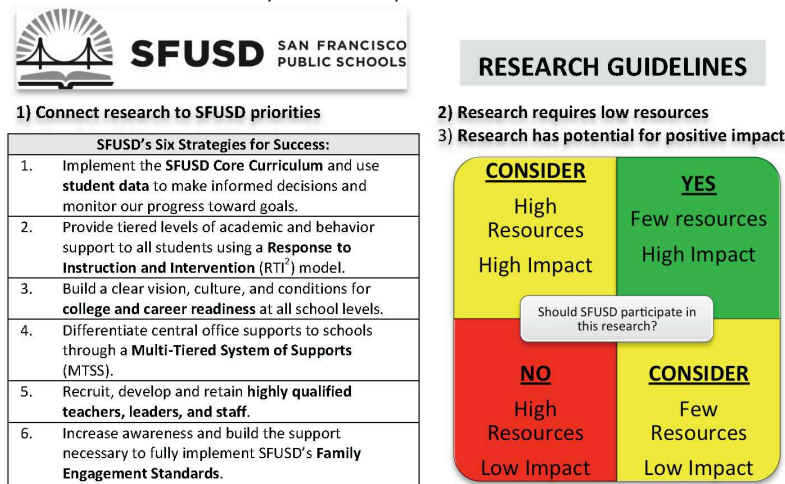 SFUSD
SAN FRANCISCO
PUBLIC SCHOOLS
RESEARCH GUIDELINES
1) Connect research to SFUSD priorities
SFUSD's Six Strategies for Success:
1. Implement the SFUSD Core Curriculum and use
student data to make informed decisions and
monitor our progress toward goals.
2. Provide tiered levels of academic and behavior
support to all students using a Response to
Instruction and Intervention (RTI²) model.
3. Build a clear vision, culture, and conditions for
college and career readiness at all school levels.
4. Differentiate central office supports to schools
through a Multi-Tiered System of Supports
(MTSS).
5. Recruit, develop and retain highly qualified
teachers, leaders, and staff.
6. Increase awareness and build the support
necessary to fully implement SFUSD's Family
Engagement Standards.
2) Research requires low resources
3) Research has potential for positive impact
CONSIDER
High
Resources
High Impact
YES
Few resources
High Impact
Should SFUSD participate in
this research?
NO
High
Resources
Low Impact
CONSIDER
Few
Resources
Low Impact